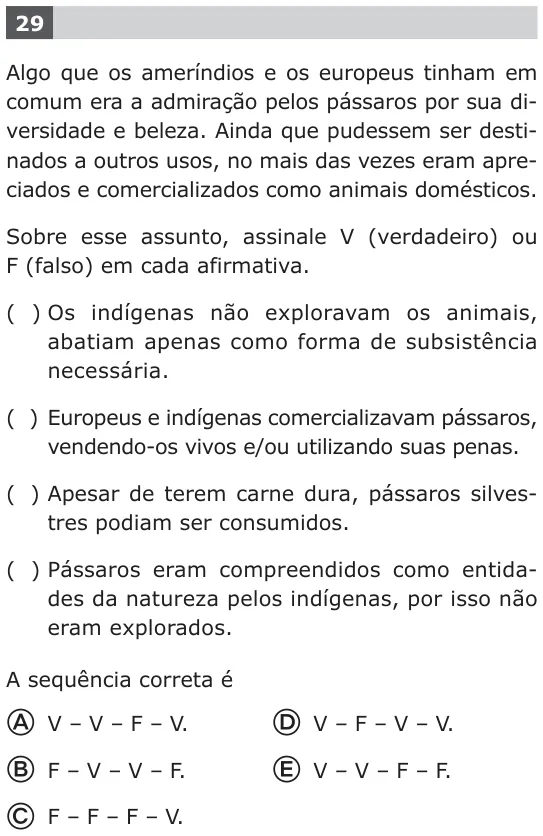 29
Algo que os ameríndios e os europeus tinham em
comum era a admiração pelos pássaros por sua di-
versidade e beleza. Ainda que pudessem ser desti-
nados a outros usos, no mais das vezes eram apre-
ciados e comercializados como animais domésticos.
Sobre esse assunto, assinale V (verdadeiro) ou
F (falso) em cada afirmativa.
( ) Os indígenas não exploravam os animais,
abatiam apenas como forma de subsistência
necessária.
( ) Europeus e indígenas comercializavam pássaros,
vendendo-os vivos e/ou utilizando suas penas.
( ) Apesar de terem carne dura, pássaros silves-
tres podiam ser consumidos.
( ) Pássaros eram compreendidos como entida-
des da natureza pelos indígenas, por isso não
eram explorados.
A sequência correta é
A V – V – F – V.
B F – V – V – F.
C F – F – F – V.
D V – F – V – V.
E V – V – F – F.